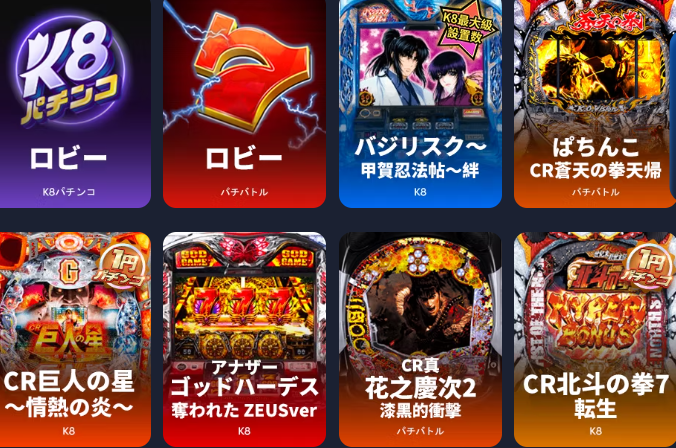 K8
パチンコ
ロビー
K8パチンコ
ロビー
パチバトル
K8最大級
設置数
バジリスク〜
甲賀忍法帖〜絆
K8
蒼天の拳
ぱちんこ
CR蒼天の拳天帰
パチバトル
G
1円
パチンコ
CR
巨人の星
CR巨人の星
〜情熱の炎〜
K8
GOD
GAME
GOD
GAME
777
アナザー
ゴッドハーデス
奪われた ZEUSver
K8
CR真
花之慶次2
漆黒的衝撃
パチバトル
北斗の拳
1円
パチンコ
HYPER
BONUS
CR北斗の拳7
転生
K8